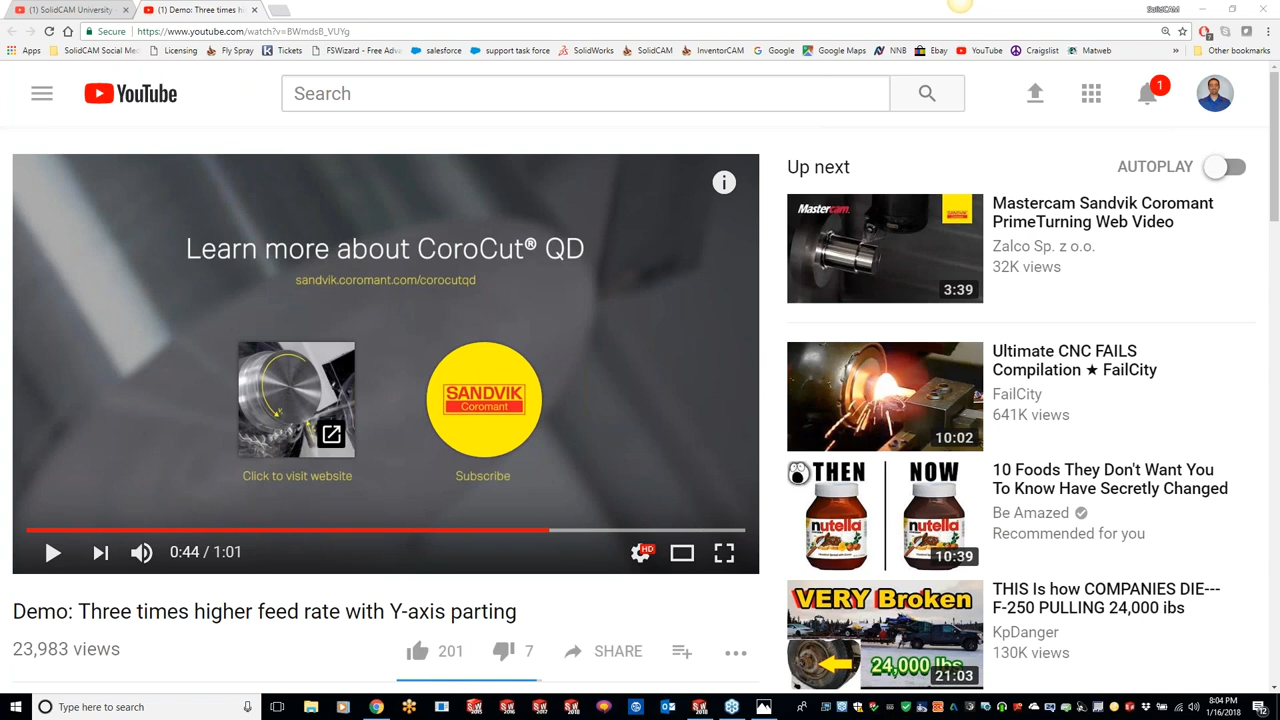 (1) SolidCAM University
(1) Demo: Three times hi
SolidCAM
Secure
https://www.youtube.com/watch?v=BWmdsB_VUYg
Apps
SolidCAM Social Med
Licensing
Fly Spray
Tickets
FSWizard - Free Adva
salesforce
support task force
SolidWorks
SolidCAM
InventorCAM
Google
Google Maps
NNB
Ebay
YouTube
Craigslist
Matweb
»
Other bookmarks
YouTube
Search
1
Learn more about CoroCut® QD
sandvik.coromant.com/corocutqd
SANDVIK
Coromant
Click to visit website
Subscribe
0:44 / 1:01
HD
Demo: Three times higher feed rate with Y-axis parting
23,983 views
201
7
SHARE
Up next
AUTOPLAY
Mastercam
3:39
Mastercam Sandvik Coromant
PrimeTurning Web Video
Zalco Sp. z o.o.
32K views
10:02
Ultimate CNC FAILS
Compilation ★ FailCity
FailCity
641K views
THEN
NOW
nutella
nutella
10:39
10 Foods They Don't Want You
To Know Have Secretly Changed
Be Amazed
Recommended for you
VERY Broken
24,000 lbs
21:03
THIS Is how COMPANIES DIE---
F-250 PULLING 24,000 ibs
KpDanger
130K views
Type here to search
8:04 PM
1/16/2018
12